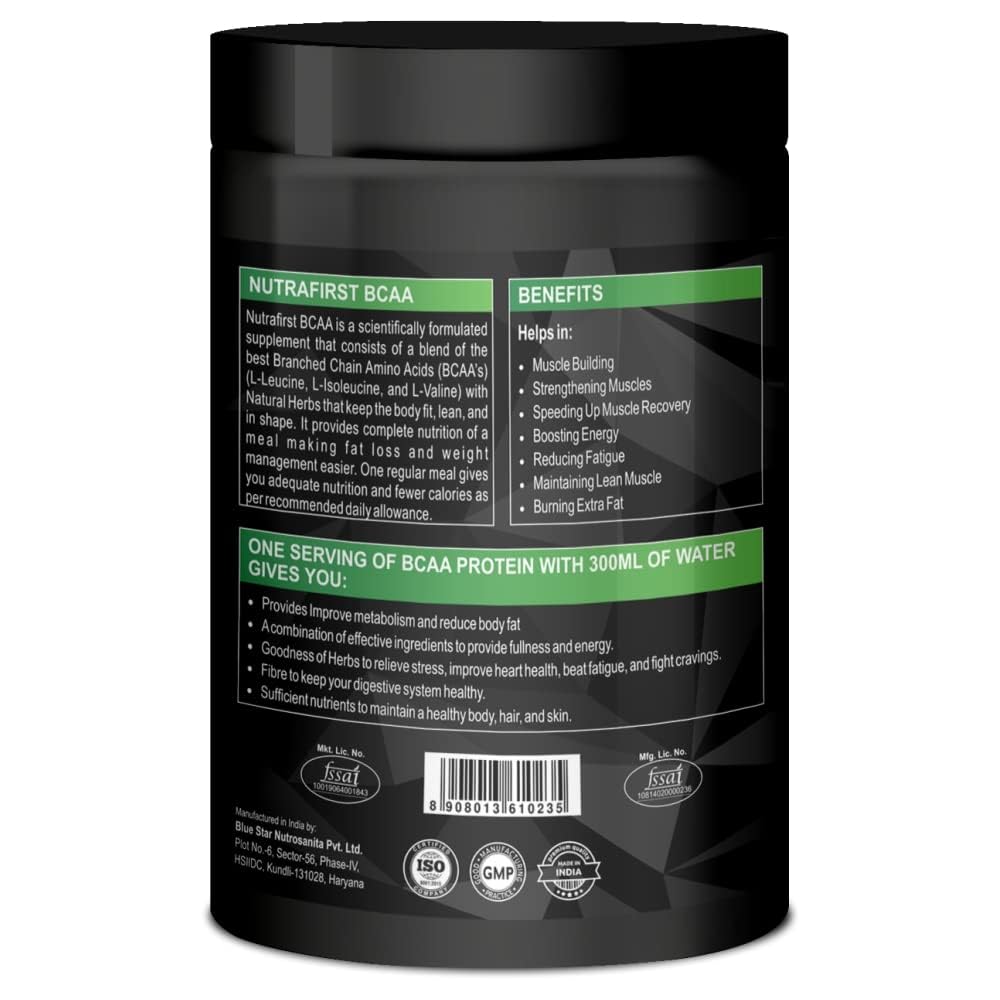 NUTRAFIRST BCAA
Nutrafirst BCAA is a scientifically formulated
supplement that consists of a blend of the
best Branched Chain Amino Acids (BCAA's)
(L-Leucine, L-Isoleucine, and L-Valine) with
Natural Herbs that keep the body fit, lean, and
in shape. It provides complete nutrition of a
meal making fat loss and weight
management easier. One regular meal gives
you adequate nutrition and fewer calories as
per recommended daily allowance.
BENEFITS
Helps in:
• Muscle Building
• Strengthening Muscles
• Speeding Up Muscle Recovery
• Boosting Energy
• Reducing Fatigue
• Maintaining Lean Muscle
• Burning Extra Fat
ONE SERVING OF BCAA PROTEIN WITH 300ML OF WATER
GIVES YOU:
• Provides Improve metabolism and reduce body fat
• A combination of effective ingredients to provide fullness and energy.
• Goodness of Herbs to relieve stress, improve heart health, beat fatigue, and fight cravings.
• Fibre to keep your digestive system healthy.
• Sufficient nutrients to maintain a healthy body, hair, and skin.
Mkt. Lic. No.
fssai
10019064001843
8 908013 610235
Mfg. Lic. No.
fssai
10814020000236
Manufactured in India by:
Blue Star Nutrosanita Pvt. Ltd.
Plot No.-6, Sector-56, Phase-IV,
HSIIDC, Kundli-131028, Haryana
CERTIFIED
ISO
9001:2015
COMPANY
GOOD MANUFACTURING
GMP
PRACTICE
premium quality
MADE IN
INDIA